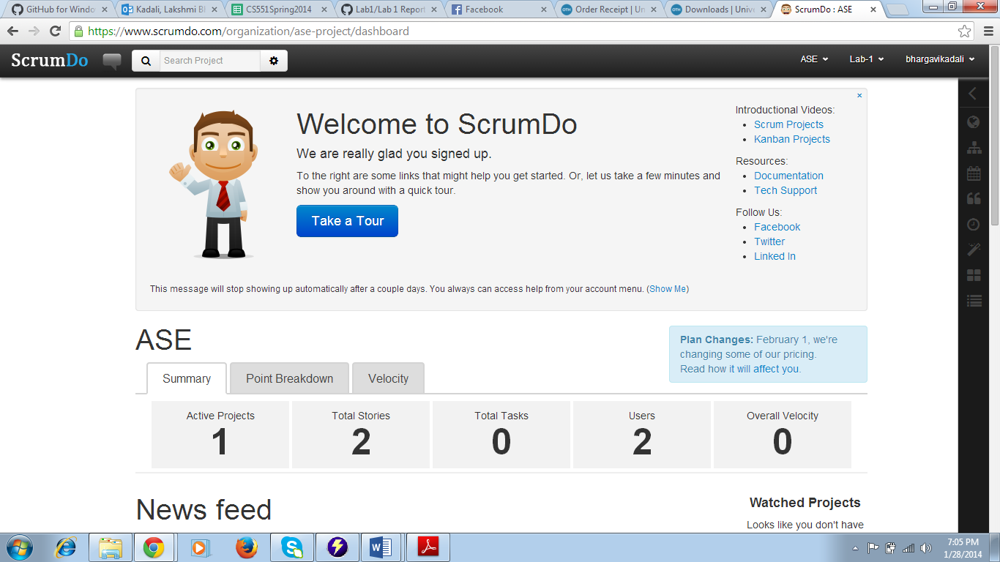 GitHub for Windo
Kadali, Lakshmi Bh
CS551Spring2014
Lab1/Lab 1 Report
Facebook
Order Receipt | Un
Downloads | Unive
ScrumDo : ASE
https://www.scrumdo.com/organization/ase-project/dashboard
ScrumDo
Search Project
ASE
Lab-1
bhargavikadali
Welcome to ScrumDo
We are really glad you signed up.
To the right are some links that might help you get started. Or, let us take a few minutes and
show you around with a quick tour.
Take a Tour
Introductional Videos:
Scrum Projects
Kanban Projects
Resources:
Documentation
Tech Support
Follow Us:
Facebook
Twitter
Linked In
This message will stop showing up automatically after a couple days. You always can access help from your account menu. (Show Me)
ASE
Plan Changes: February 1, we're
changing some of our pricing.
Read how it will affect you.
Summary
Point Breakdown
Velocity
Active Projects
1
Total Stories
2
Total Tasks
0
Users
2
Overall Velocity
0
News feed
Watched Projects
Looks like you don't have
7:05 PM
1/28/2014